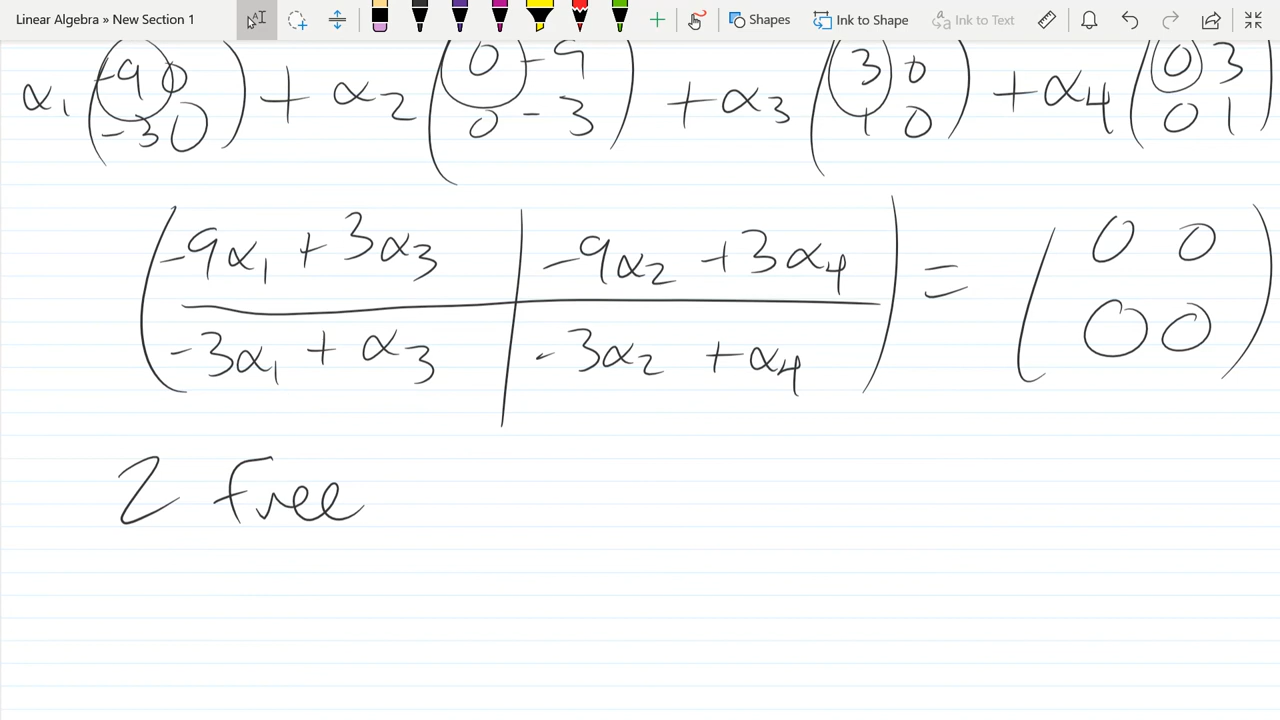 Linear Algebra » New Section 1 Shapes Ink to Shape Ink to Text
α₁ (-9 0 + α₂ (0 -9 + α₃ (3 0 + α₄ (0 3
-3 0) 0 -3) 1 0) 0 1)
(-9α₁ + 3α₃ | -9α₂ + 3α₄) = (0 0
-3α₁ + α₃ | -3α₂ + α₄) 0 0)
2 free